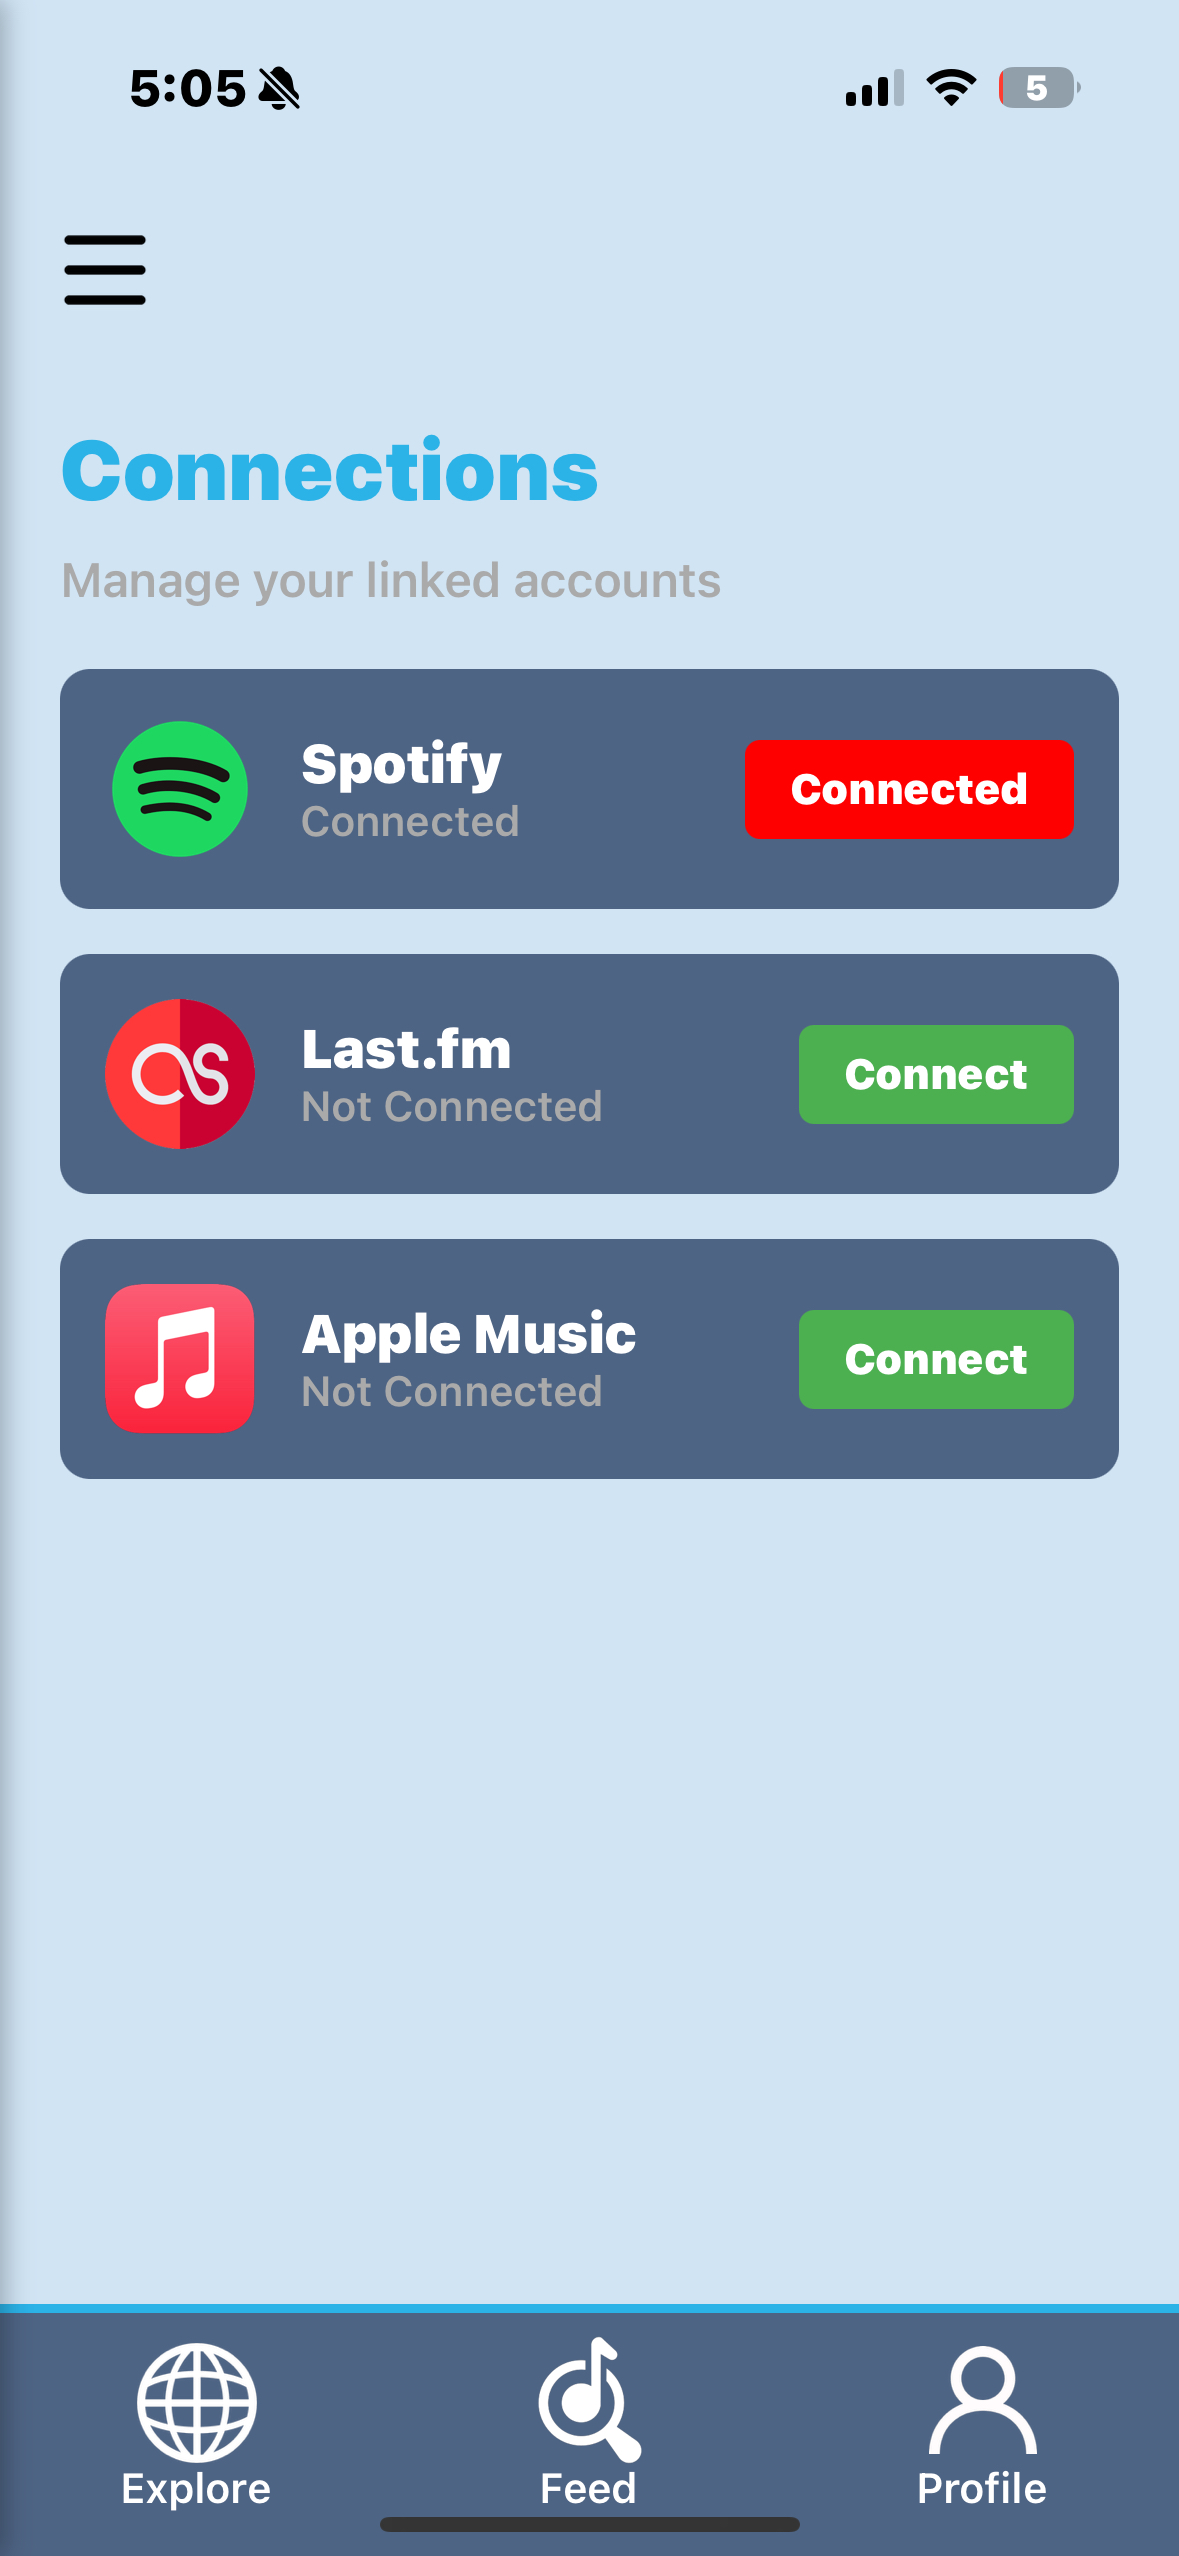 5:05
5
Connections
Manage your linked accounts
Spotify
Connected
Connected
Last.fm
Not Connected
Connect
Apple Music
Not Connected
Connect
Explore
Feed
Profile